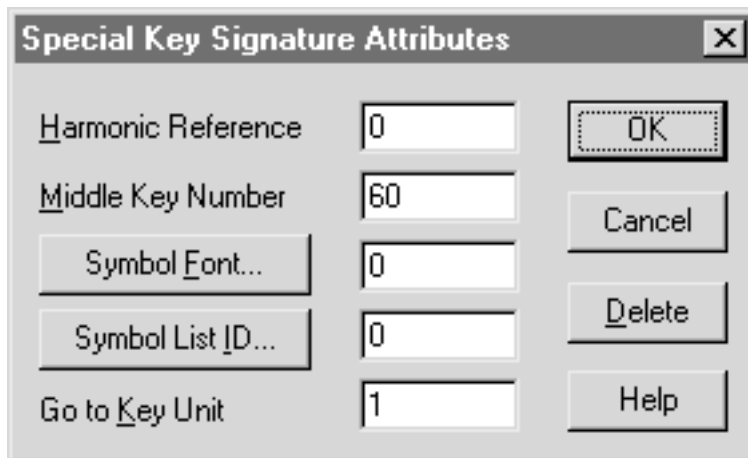 Special Key Signature Attributes
Harmonic Reference 0 OK
Middle Key Number 60 Cancel
Symbol Font... 0
Symbol List ID... 0 Delete
Go to Key Unit 1 Help